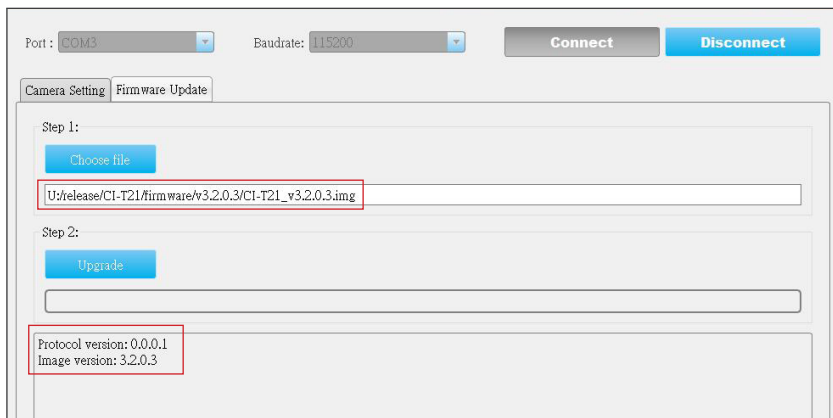 Port : COM3 Baudrate: 115200 Connect Disconnect
Camera Setting Firmware Update
Step 1:
Choose file
U:/release/CI-T21/firmware/v3.2.0.3/CI-T21_v3.2.0.3.img
Step 2:
Upgrade
Protocol version: 0.0.0.1
Image version: 3.2.0.3